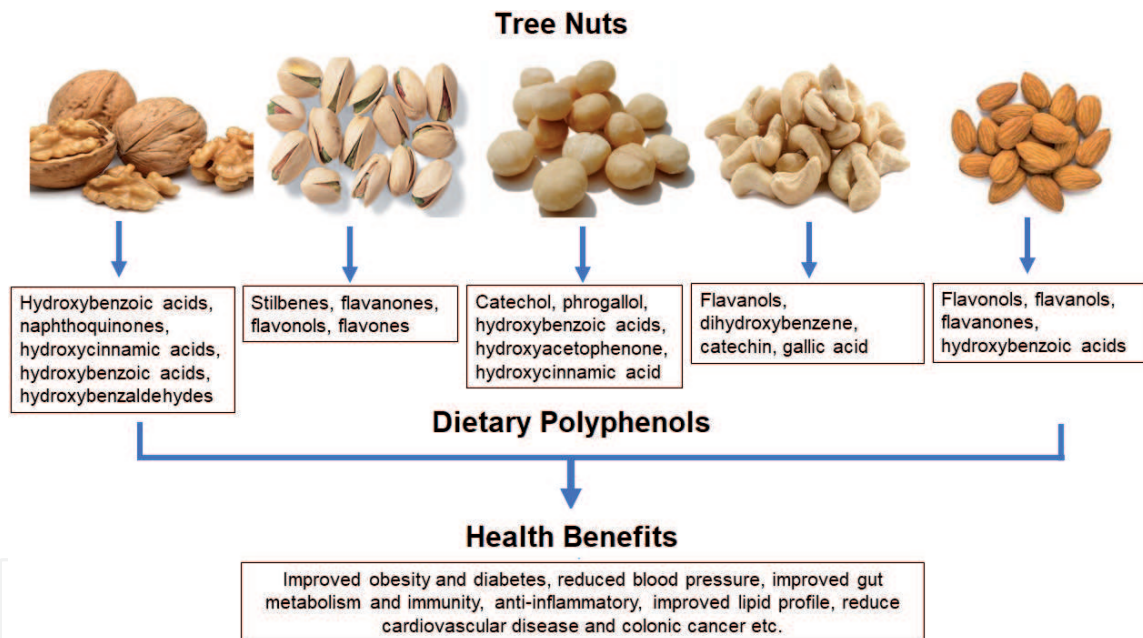 Tree Nuts
Hydroxybenzoic acids,
naphthoquinones,
hydroxycinnamic acids,
hydroxybenzoic acids,
hydroxybenzaldehydes
Stilbenes, flavanones,
flavonols, flavones
Catechol, phrogallol,
hydroxybenzoic acids,
hydroxyacetophenone,
hydroxycinnamic acid
Flavanols,
dihydroxybenzene,
catechin, gallic acid
Flavonols, flavanols,
flavanones,
hydroxybenzoic acids
Dietary Polyphenols
Health Benefits
Improved obesity and diabetes, reduced blood pressure, improved gut
metabolism and immunity, anti-inflammatory, improved lipid profile, reduce
cardiovascular disease and colonic cancer etc.